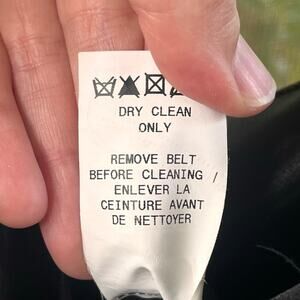 DRY CLEAN
ONLY
REMOVE BELT
BEFORE CLEANING /
ENLEVER LA
CEINTURE AVANT
DE NETTOYER